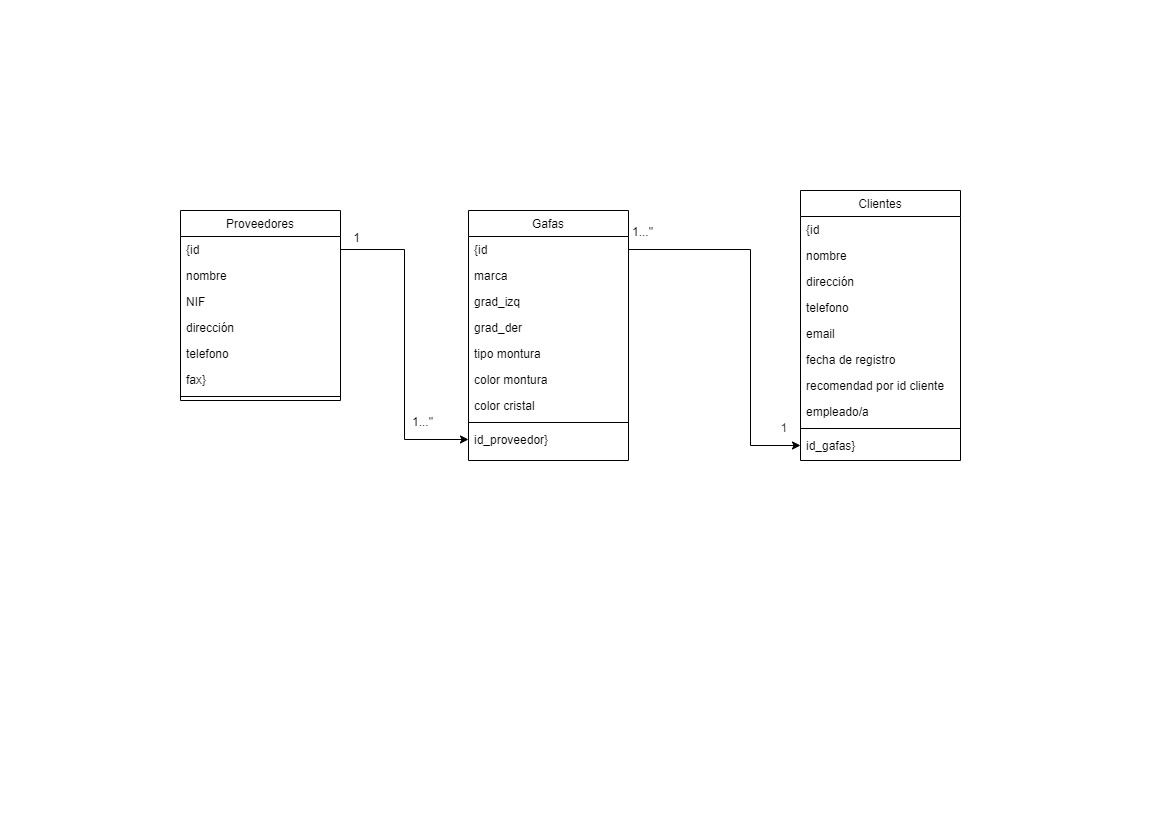 Proveedores
{id
nombre
NIF
dirección
telefono
fax}
1
1..."
Gafas
{id
marca
grad_izq
grad_der
tipo montura
color montura
color cristal
id_proveedor}
1..."
1
Clientes
{id
nombre
dirección
telefono
email
fecha de registro
recomendad por id cliente
empleado/a
id_gafas}